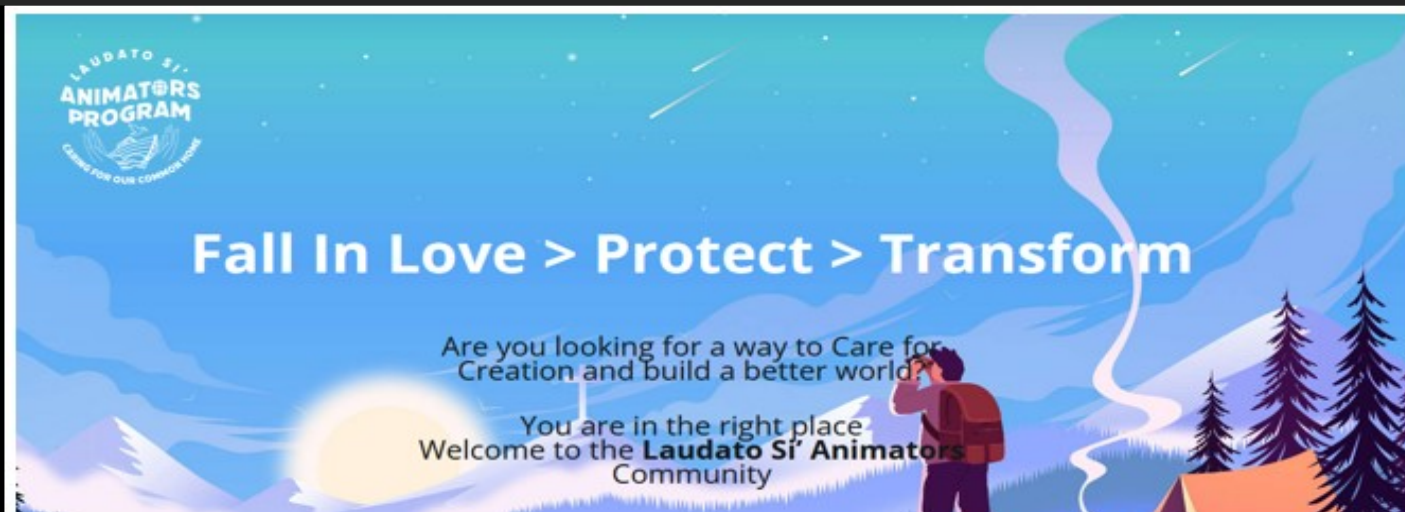 LAUDATO SI'
ANIMATORS
PROGRAM
CARING FOR OUR COMMON HOME
Fall In Love > Protect > Transform
Are you looking for a way to Care for
Creation and build a better world?
You are in the right place
Welcome to the Laudato Si’ Animators
Community